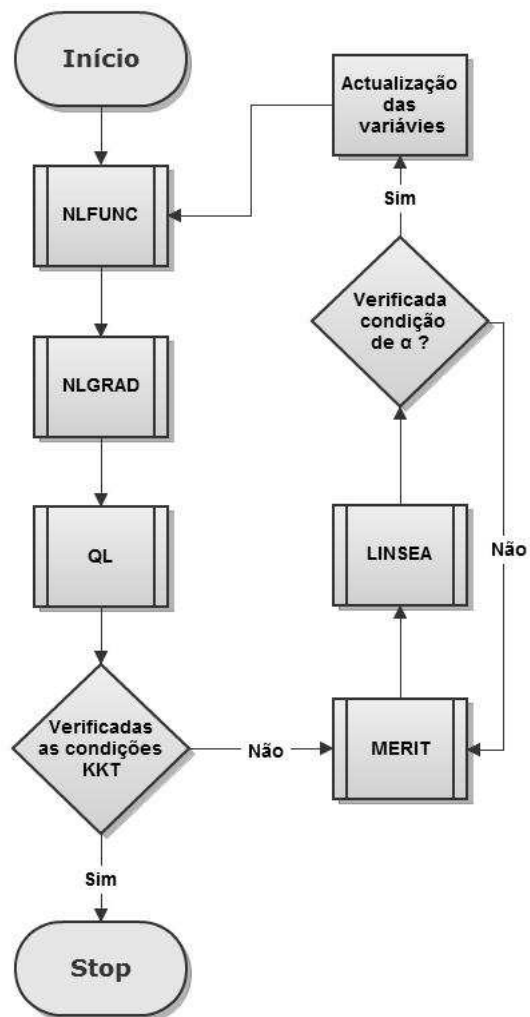 Início
NLFUNC
NLGRAD
QL
Verificadas
as condições
KKT
Sim
Stop
Não
MERIT
LINSEA
Verificada
condição
de α ?
Não
Sim
Actualização
das
variávies